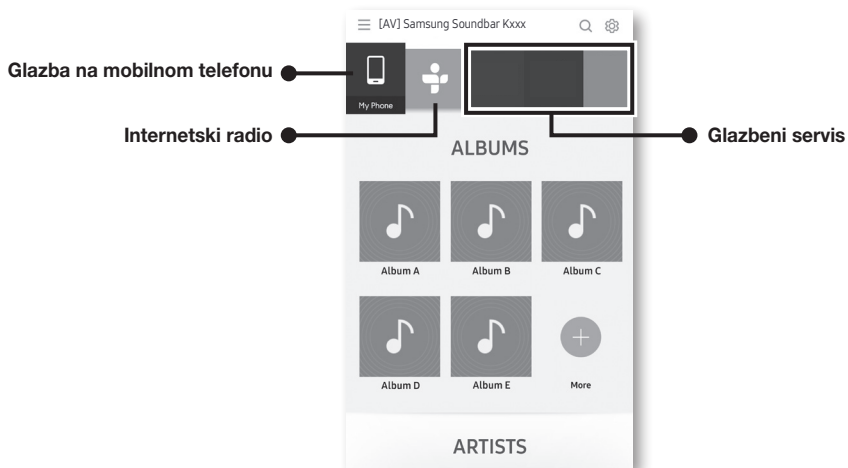 [AV] Samsung Soundbar Kxxx
Glazba na mobilnom telefonu
My Phone
Internetski radio
Glazbeni servis
ALBUMS
Album A
Album B
Album C
Album D
Album E
More
ARTISTS